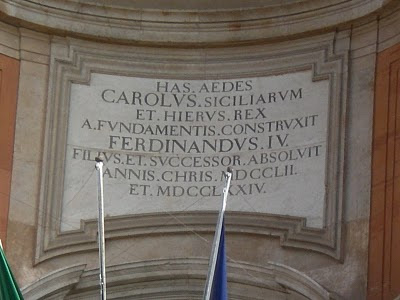 HAS. AEDES
CAROLVS. SICILIARVM
ET. HIERVS. REX
A. FVNDAMENTIS. CONSTRVXIT
FERDINANDVS. IV.
FILIVS. ET. SVCCESSOR. ABSOLVIT
ANNIS. CHRIS. MDCCLII.
ET. MDCCLXXIV.